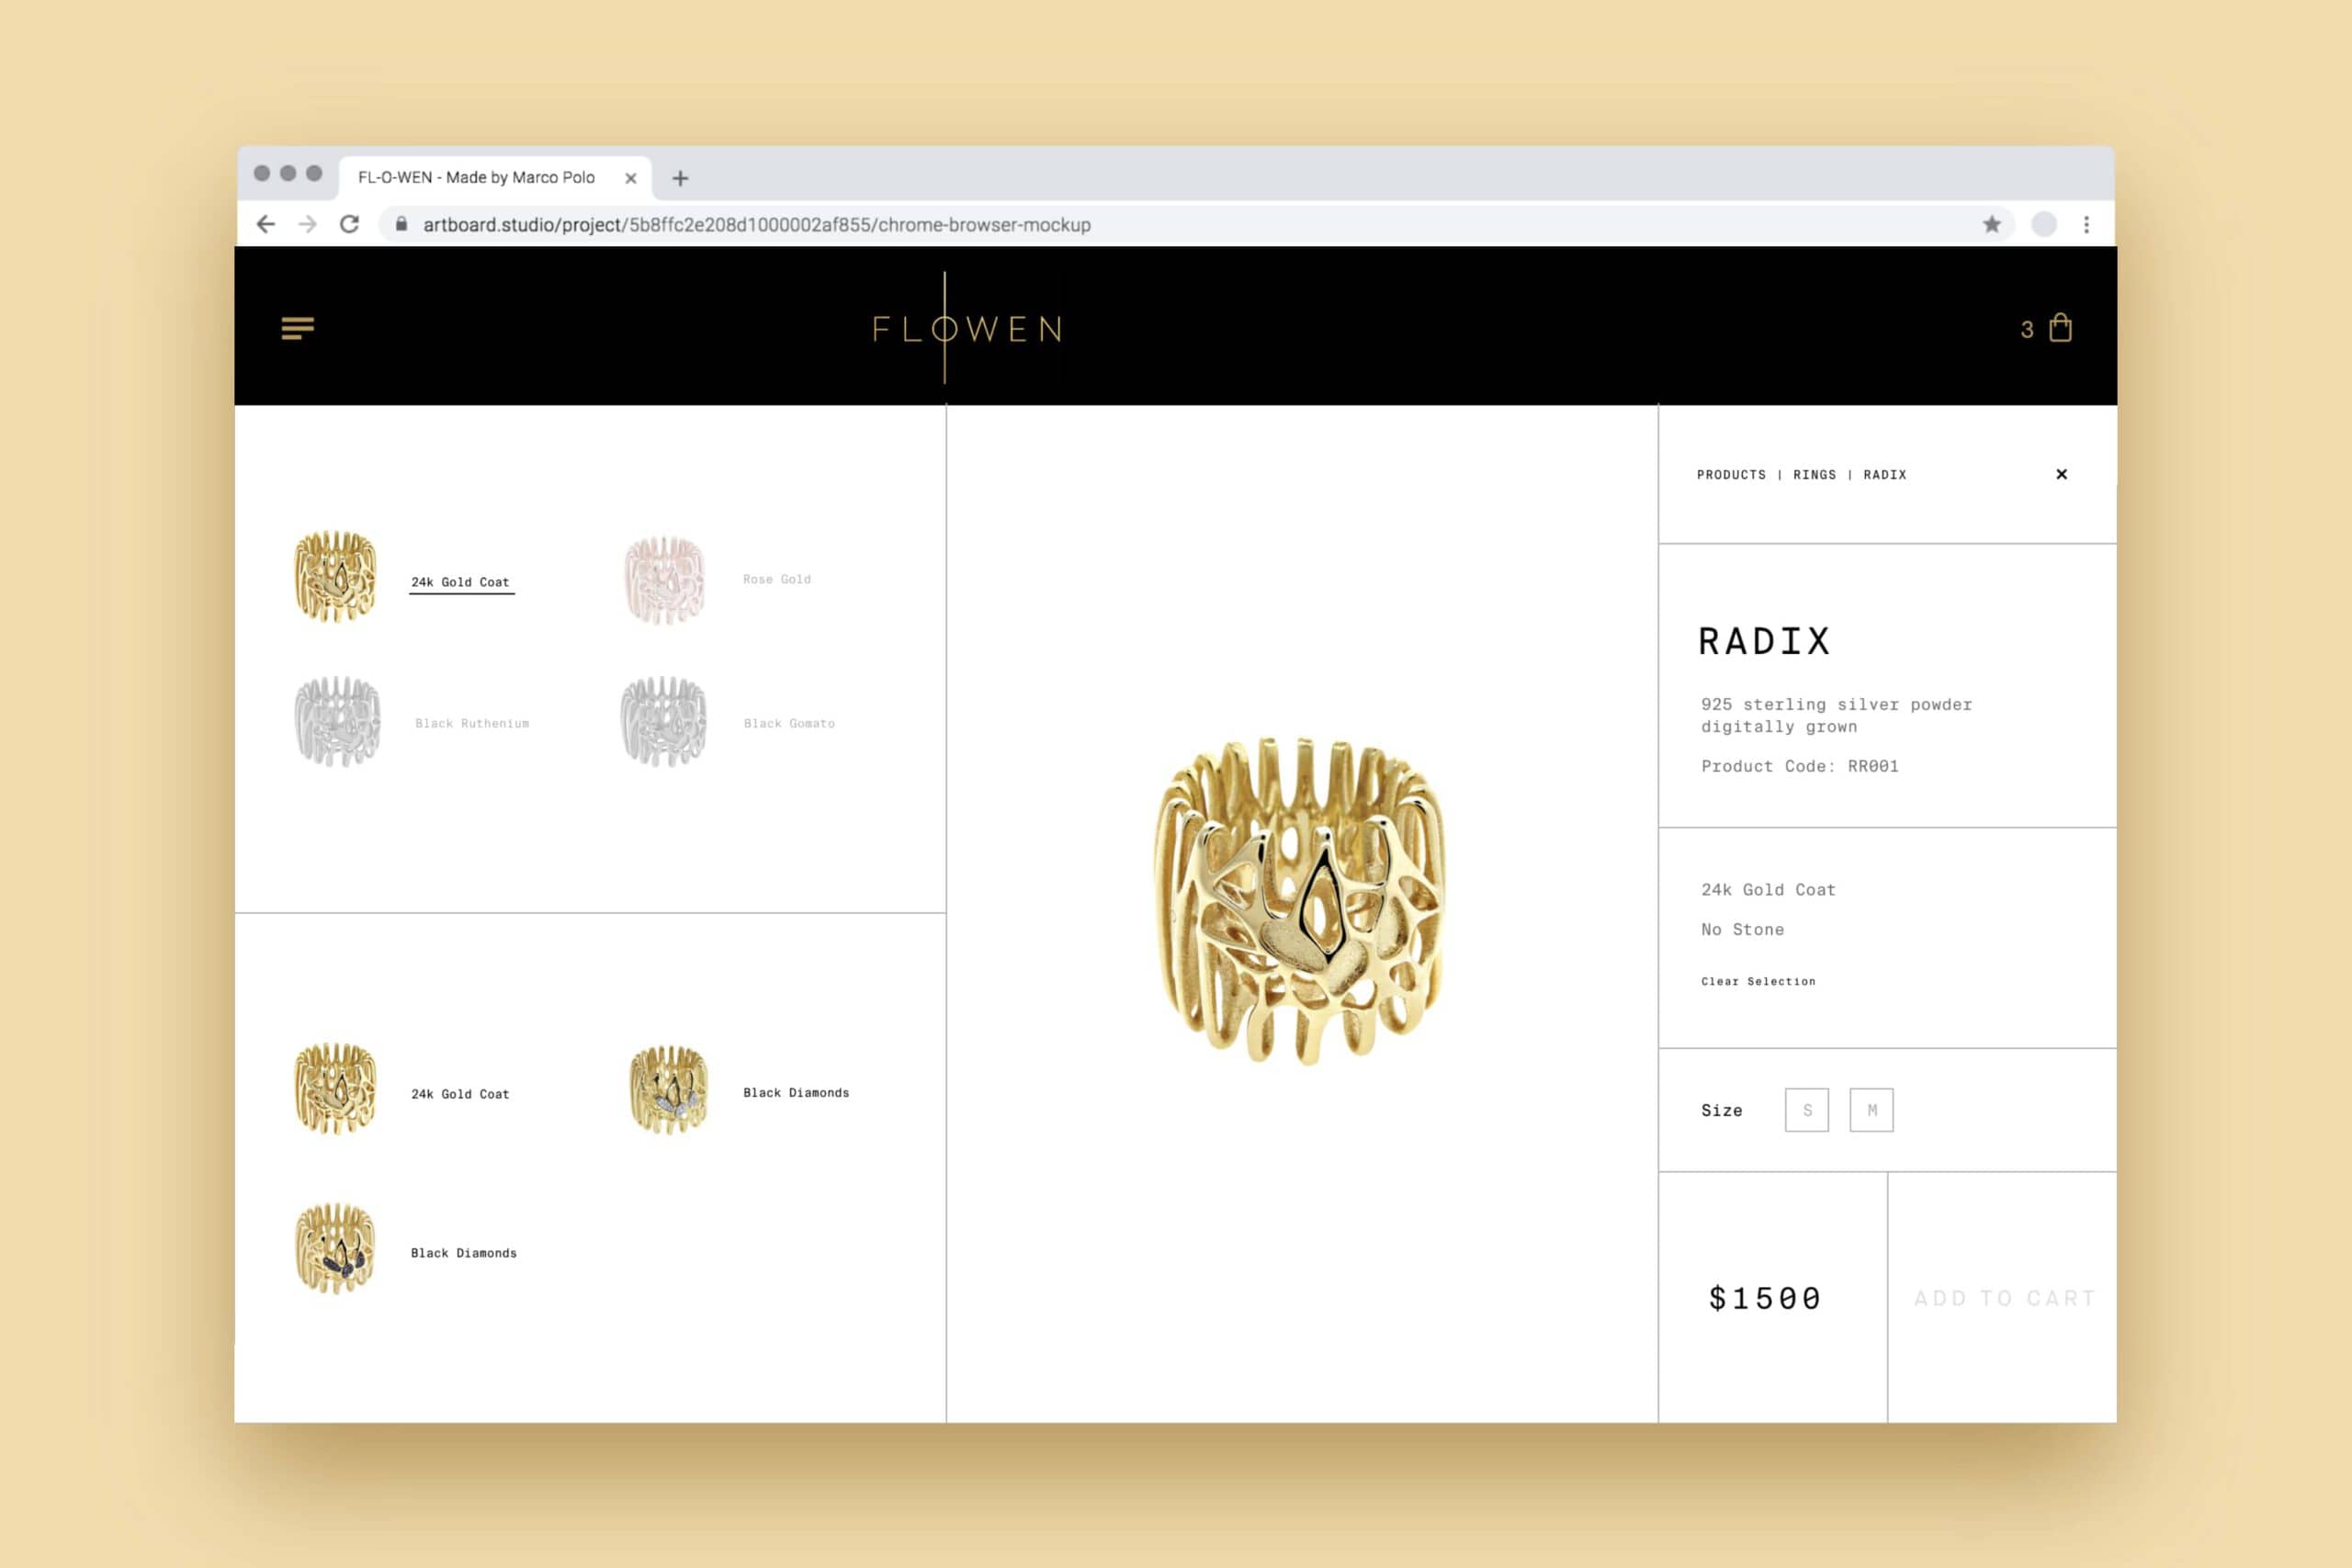 FL-O-WEN - Made by Marco Polo
artboard.studio/project/5b8ffc2e208d1000002af855/chrome-browser-mockup
FLOWEN
3
24k Gold Coat
Rose Gold
Black Ruthenium
Black Gomato
24k Gold Coat
Black Diamonds
Black Diamonds
PRODUCTS | RINGS | RADIX
RADIX
925 sterling silver powder
digitally grown
Product Code: RR001
24k Gold Coat
No Stone
Clear Selection
Size S M
$1500
ADD TO CART